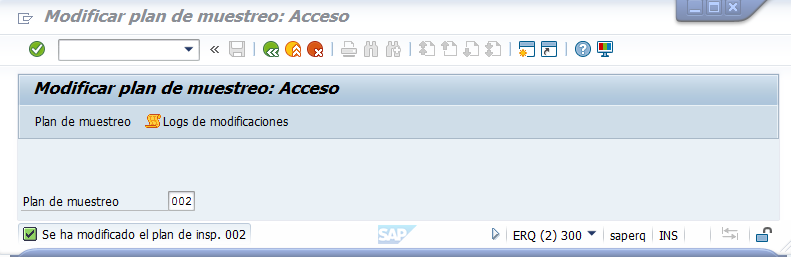 Modificar plan de muestreo: Acceso
Modificar plan de muestreo: Acceso
Plan de muestreo Logs de modificaciones
Plan de muestreo 002
Se ha modificado el plan de insp. 002 SAP ERQ (2) 300 saperq INS